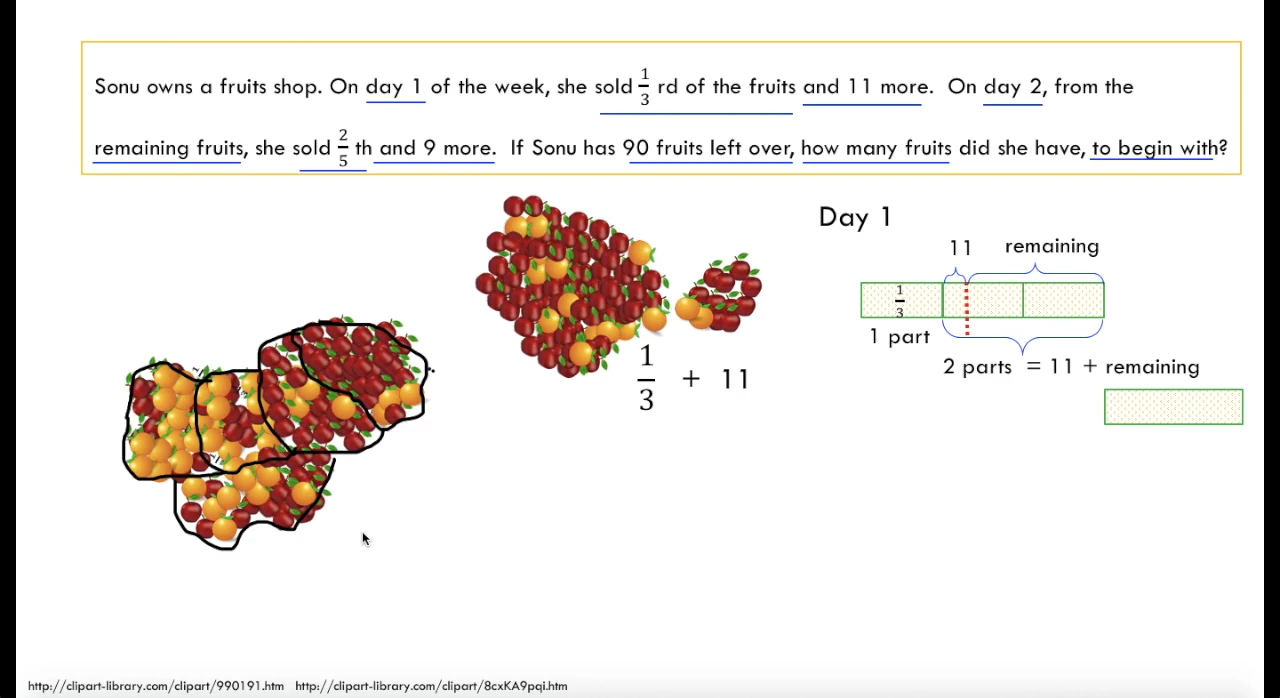 Sonu owns a fruits shop. On day 1 of the week, she sold 1/3 rd of the fruits and 11 more. On day 2, from the
remaining fruits, she sold 2/5 th and 9 more. If Sonu has 90 fruits left over, how many fruits did she have, to begin with?
Day 1
11 remaining
1/3
1 part
2 parts = 11 + remaining
1/3 + 11
http://clipart-library.com/clipart/990191.htm http://clipart-library.com/clipart/8cxKA9pqi.htm